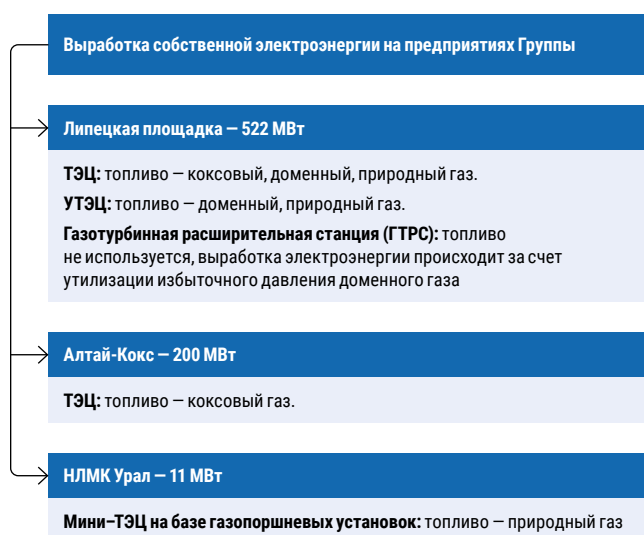 Выработка собственной электроэнергии на предприятиях Группы
Липецкая площадка — 522 МВт
ТЭЦ: топливо — коксовый, доменный, природный газ.
УТЭЦ: топливо — доменный, природный газ.
Газотурбинная расширительная станция (ГТРС): топливо
не используется, выработка электроэнергии происходит за счет
утилизации избыточного давления доменного газа
Алтай-Кокс — 200 МВт
ТЭЦ: топливо — коксовый газ.
НЛМК Урал — 11 МВт
Мини–ТЭЦ на базе газопоршневых установок: топливо — природный газ